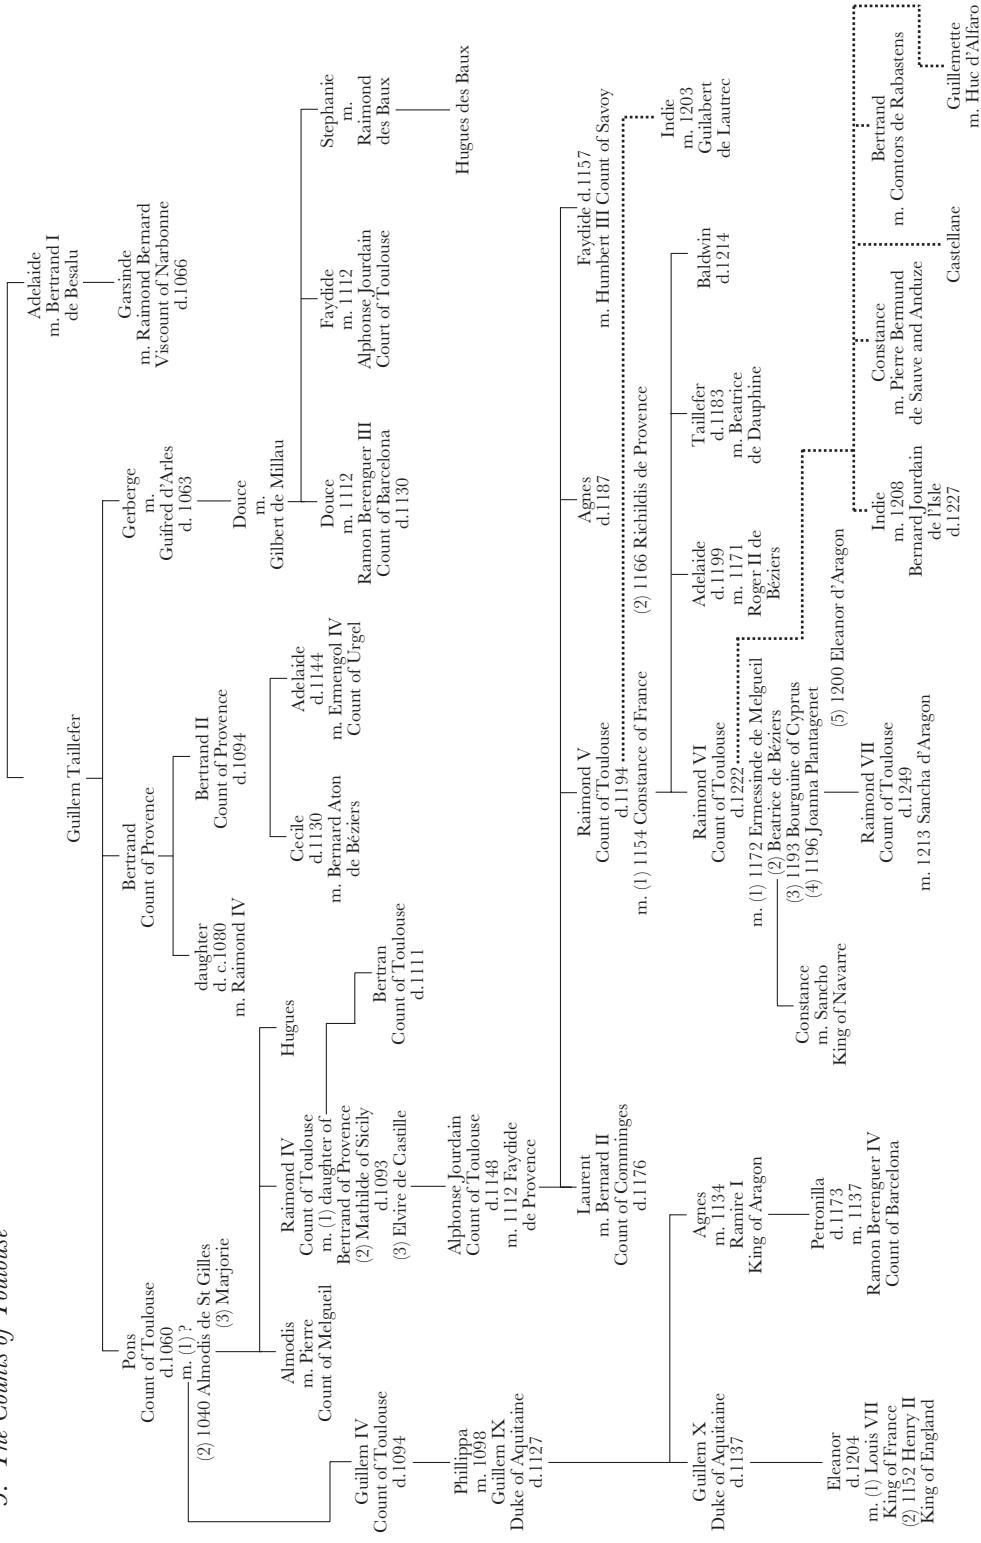 3. The Counts of Toulouse
Guillem Taillefer
Adelaide
m. Bertrand I
de Besalu
Garsinde
m. Raimond Bernard
Viscount of Narbonne
d.1066
Pons
Count of Toulouse
d.1060
m. (1) ?
(2) 1040 Almodis de St Gilles
(3) Marjorie
Bertrand
Count of Provence
Gerberge
m.
Guifred d'Arles
d. 1063
daughter
d. c.1080
m. Raimond IV
Bertrand II
Count of Provence
d.1094
Douce
m.
Gilbert de Millau
Almodis
m. Pierre
Count of Melgueil
Raimond IV
Count of Toulouse
m. (1) daughter of
Bertrand of Provence
(2) Mathilde of Sicily
d.1093
(3) Elvire de Castille
Hugues
Cecile
d.1130
m. Bernard Aton
de Béziers
Adelaide
d.1144
m. Ermengol IV
Count of Urgel
Douce
m. 1112
Ramon Berenguer III
Count of Barcelona
d.1130
Faydide
m. 1112
Alphonse Jourdain
Court of Toulouse
Stephanie
m.
Raimond
des Baux
Hugues des Baux
Guillem IV
Count of Toulouse
d.1094
Bertran
Count of Toulouse
d.1111
Phillippa
m. 1098
Guillem IX
Duke of Aquitaine
d.1127
Alphonse Jourdain
Count of Toulouse
d.1148
m. 1112 Faydide
de Provence
Laurent
m. Bernard II
Count of Comminges
d.1176
Raimond V
Count of Toulouse
d.1194
m. (1) 1154 Constance of France
(2) 1166 Richildis de Provence
Agnes
d.1187
Faydide d.1157
m. Humbert III Count of Savoy
Indie
m. 1203
Guilabert
de Lautrec
Guillem X
Duke of Aquitaine
d.1137
Agnes
m. 1134
Ramire I
King of Aragon
Raimond VI
Count of Toulouse
d.1222
m. (1) 1172 Ermessinde de Melgueil
(2) Beatrice de Béziers
(3) 1193 Bourguine of Cyprus
(4) 1196 Joanna Plantagenet
(5) 1200 Eleanor d'Aragon
Adelaide
d.1199
m. 1171
Roger II de
Béziers
Taillefer
d.1183
m. Beatrice
de Dauphine
Baldwin
d.1214
Eleanor
d.1204
m. (1) Louis VII
King of France
(2) 1152 Henry II
King of England
Petronilla
d.1173
m. 1137
Ramon Berenguer IV
Count of Barcelona
Constance
m. Sancho
King of Navarre
Raimond VII
Count of Toulouse
d.1249
m. 1213 Sancha d'Aragon
Indie
m. 1208
Bernard Jourdain
de l'Isle
d.1227
Constance
m. Pierre Bermund
de Sauve and Anduze
Castellane
Bertrand
m. Comtors de Rabastens
Guillemette
m. Huc d'Alfaro